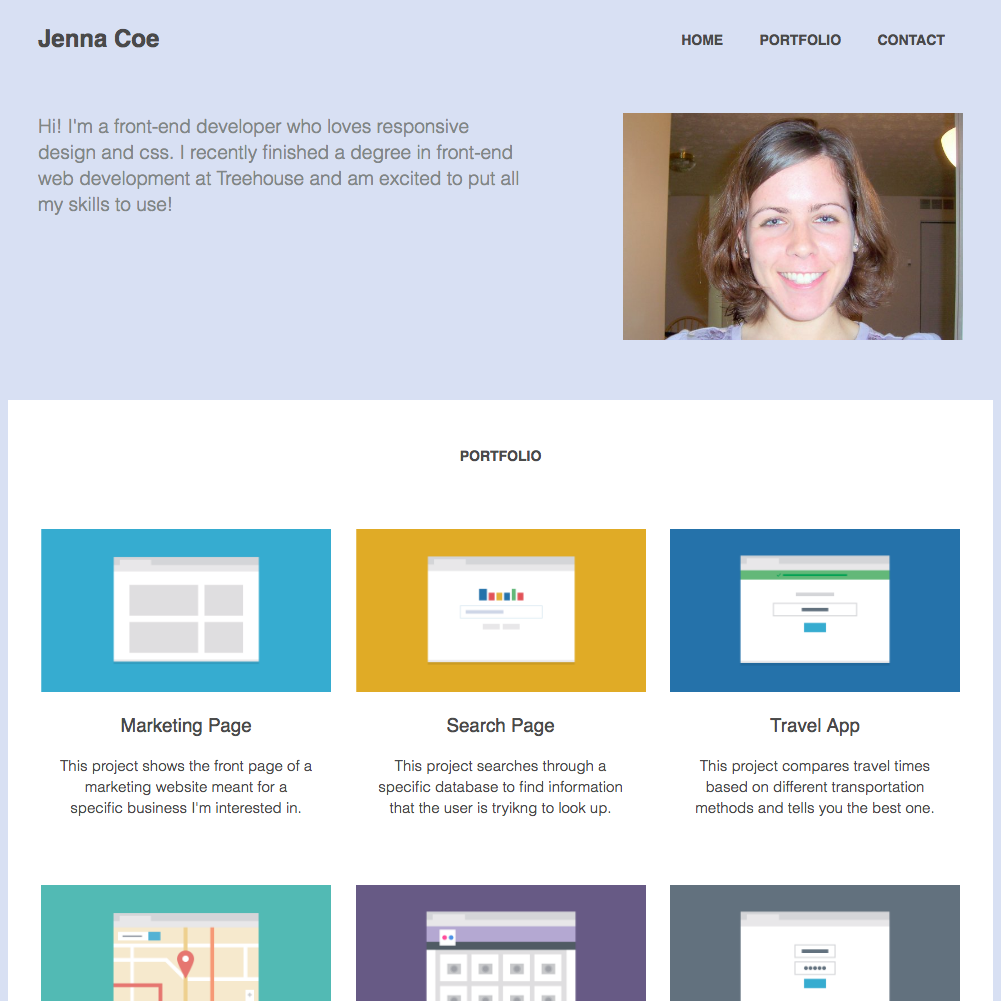 Jenna Coe
HOME PORTFOLIO CONTACT
Hi! I'm a front-end developer who loves responsive
design and css. I recently finished a degree in front-end
web development at Treehouse and am excited to put all
my skills to use!
PORTFOLIO
Marketing Page
This project shows the front page of a
marketing website meant for a
specific business I'm interested in.
Search Page
This project searches through a
specific database to find information
that the user is tryikng to look up.
Travel App
This project compares travel times
based on different transportation
methods and tells you the best one.